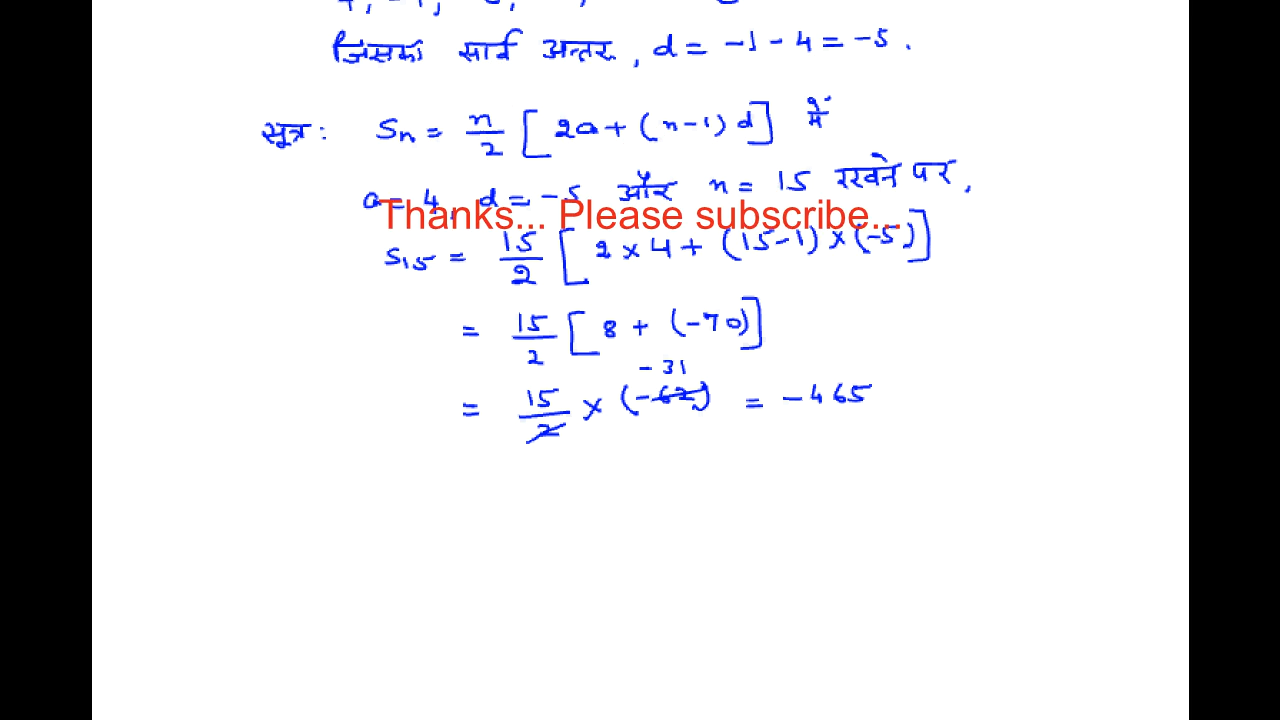 जिसका सार्व अन्तर, d = -1 - 4 = -5 .
सूत्र : Sn = n/2 [ 2a + (n-1) d ] में
a = 4, d = -5 और n = 15 रखने पर,
Thanks... Please subscribe...
S15 = 15/2 [ 2 × 4 + (15-1) × (-5) ]
= 15/2 [ 8 + (-70) ]
-31
= 15/2 × (-62) = -465